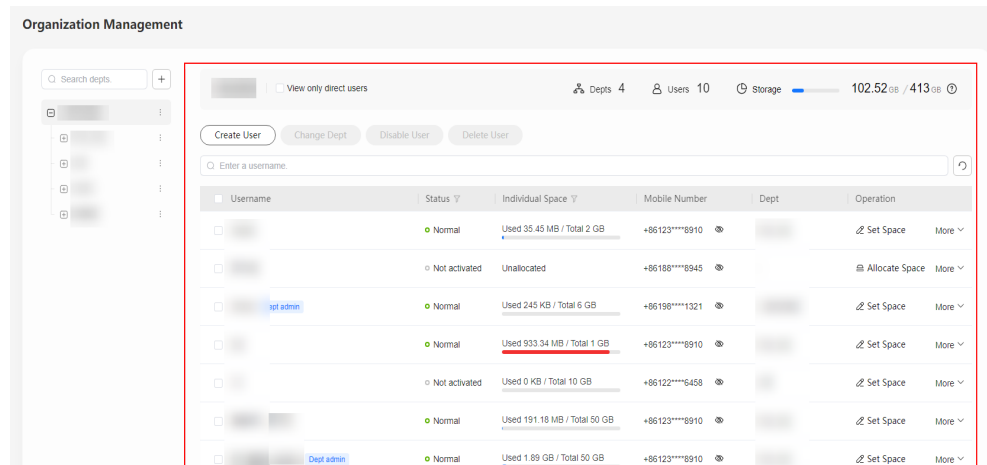 Organization Management
Search depts.
View only direct users
Depts 4
Users 10
Storage
102.52 GB / 413 GB
Create User
Change Dept
Disable User
Delete User
Enter a username.
Username Status Individual Space Mobile Number Dept Operation
Normal Used 35.45 MB / Total 2 GB +86123****8910 Set Space More
Not activated Unallocated +86188****8945 Allocate Space More
Dept admin Normal Used 245 KB / Total 6 GB +86198****1321 Set Space More
Normal Used 933.34 MB / Total 1 GB +86123****8910 Set Space More
Not activated Used 0 KB / Total 10 GB +86122****6458 Set Space More
Normal Used 191.18 MB / Total 50 GB +86123****8910 Set Space More
Dept admin Normal Used 1.89 GB / Total 50 GB +86123****8910 Set Space More